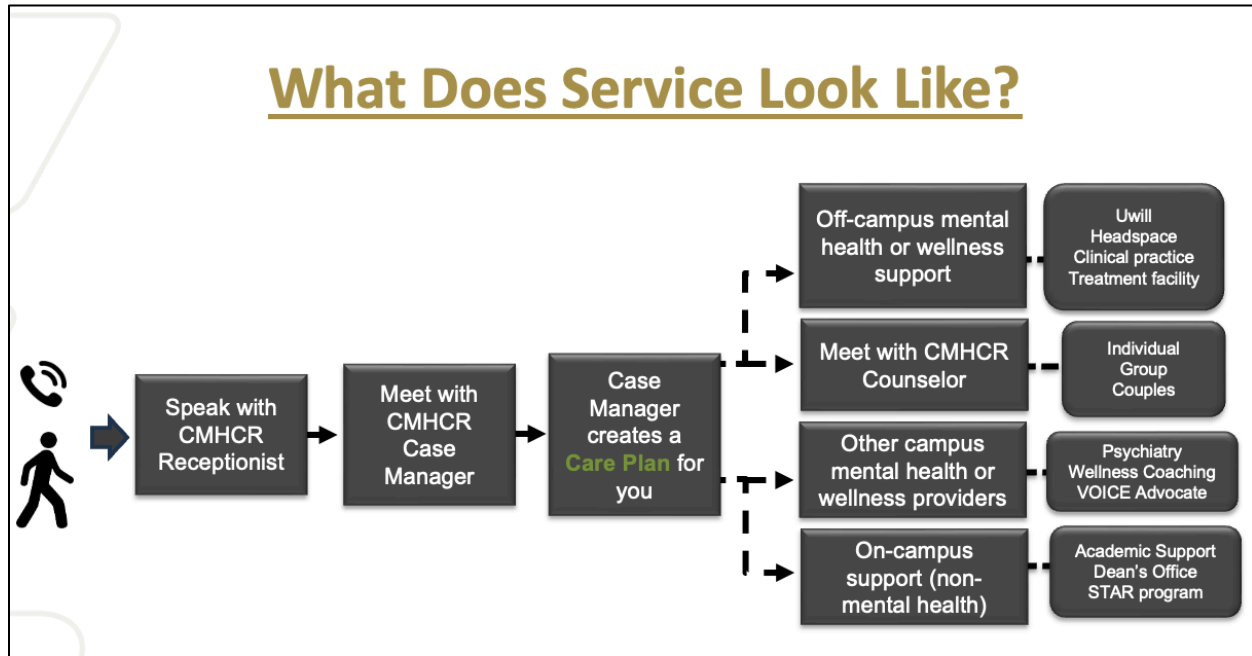 What Does Service Look Like?
Speak with
CMHCR
Receptionist
Meet with
CMHCR
Case
Manager
Case
Manager
creates a
Care Plan for
you
Off-campus mental
health or wellness
support
Uwill
Headspace
Clinical practice
Treatment facility
Meet with CMHCR
Counselor
Individual
Group
Couples
Other campus
mental health or
wellness providers
Psychiatry
Wellness Coaching
VOICE Advocate
On-campus
support (non-
mental health)
Academic Support
Dean's Office
STAR program